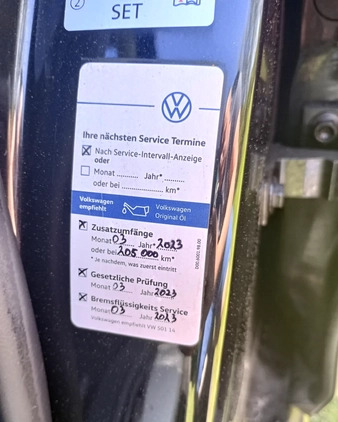 2
SET
Ihre nächsten Service Termine
Nach Service-Intervall-Anzeige
oder
Monat .......... Jahr* ..........
oder bei .................... km*
Volkswagen empfiehlt
Volkswagen Original Öl
Zusatzumfänge
Monat 03 Jahr* 2023
oder bei 205.000 km*
* Je nachdem, was zuerst eintritt
Gesetzliche Prüfung
Monat 03 Jahr 2023
Bremsflüssigkeits Service
Monat 03 Jahr 2023
Volkswagen empfiehlt VW 501 14